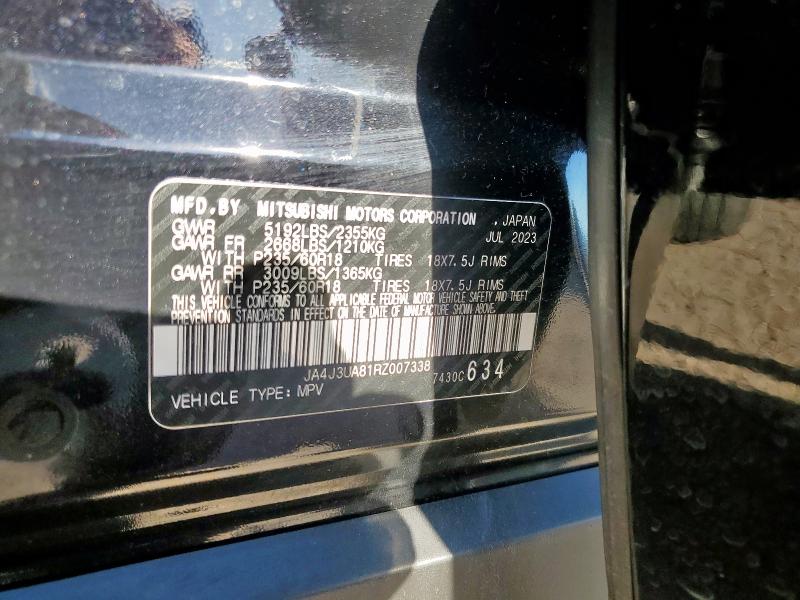 MFD. BY MITSUBISHI MOTORS CORPORATION , JAPAN
GVWR 5192LBS/2355KG JUL 2023
GAWR FR 2668LBS/1210KG
WITH P235/60R18 TIRES 18X7.5J RIMS
GAWR RR 3009LBS/1365KG
WITH P235/60R18 TIRES 18X7.5J RIMS
THIS VEHICLE CONFORMS TO ALL APPLICABLE FEDERAL MOTOR VEHICLE SAFETY AND THEFT
PREVENTION STANDARDS IN EFFECT ON THE DATE OF MANUFACTURE SHOWN ABOVE.
JA4J3UA81RZ007338
7430C 634
VEHICLE TYPE: MPV